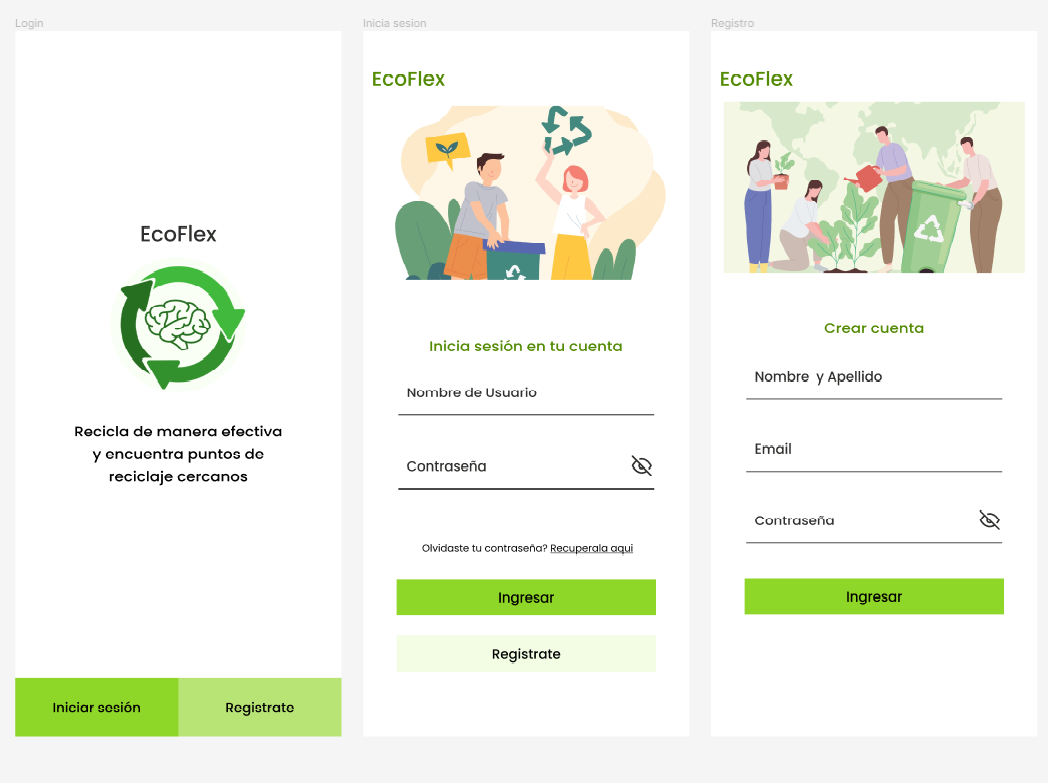 Login
EcoFlex
Recicla de manera efectiva
y encuentra puntos de
reciclaje cercanos
Iniciar sesión
Registrate
Inicia sesion
EcoFlex
Inicia sesión en tu cuenta
Nombre de Usuario
Contraseña
Olvidaste tu contraseña? Recuperala aqui
Ingresar
Registrate
Registro
EcoFlex
Crear cuenta
Nombre y Apellido
Email
Contraseña
Ingresar